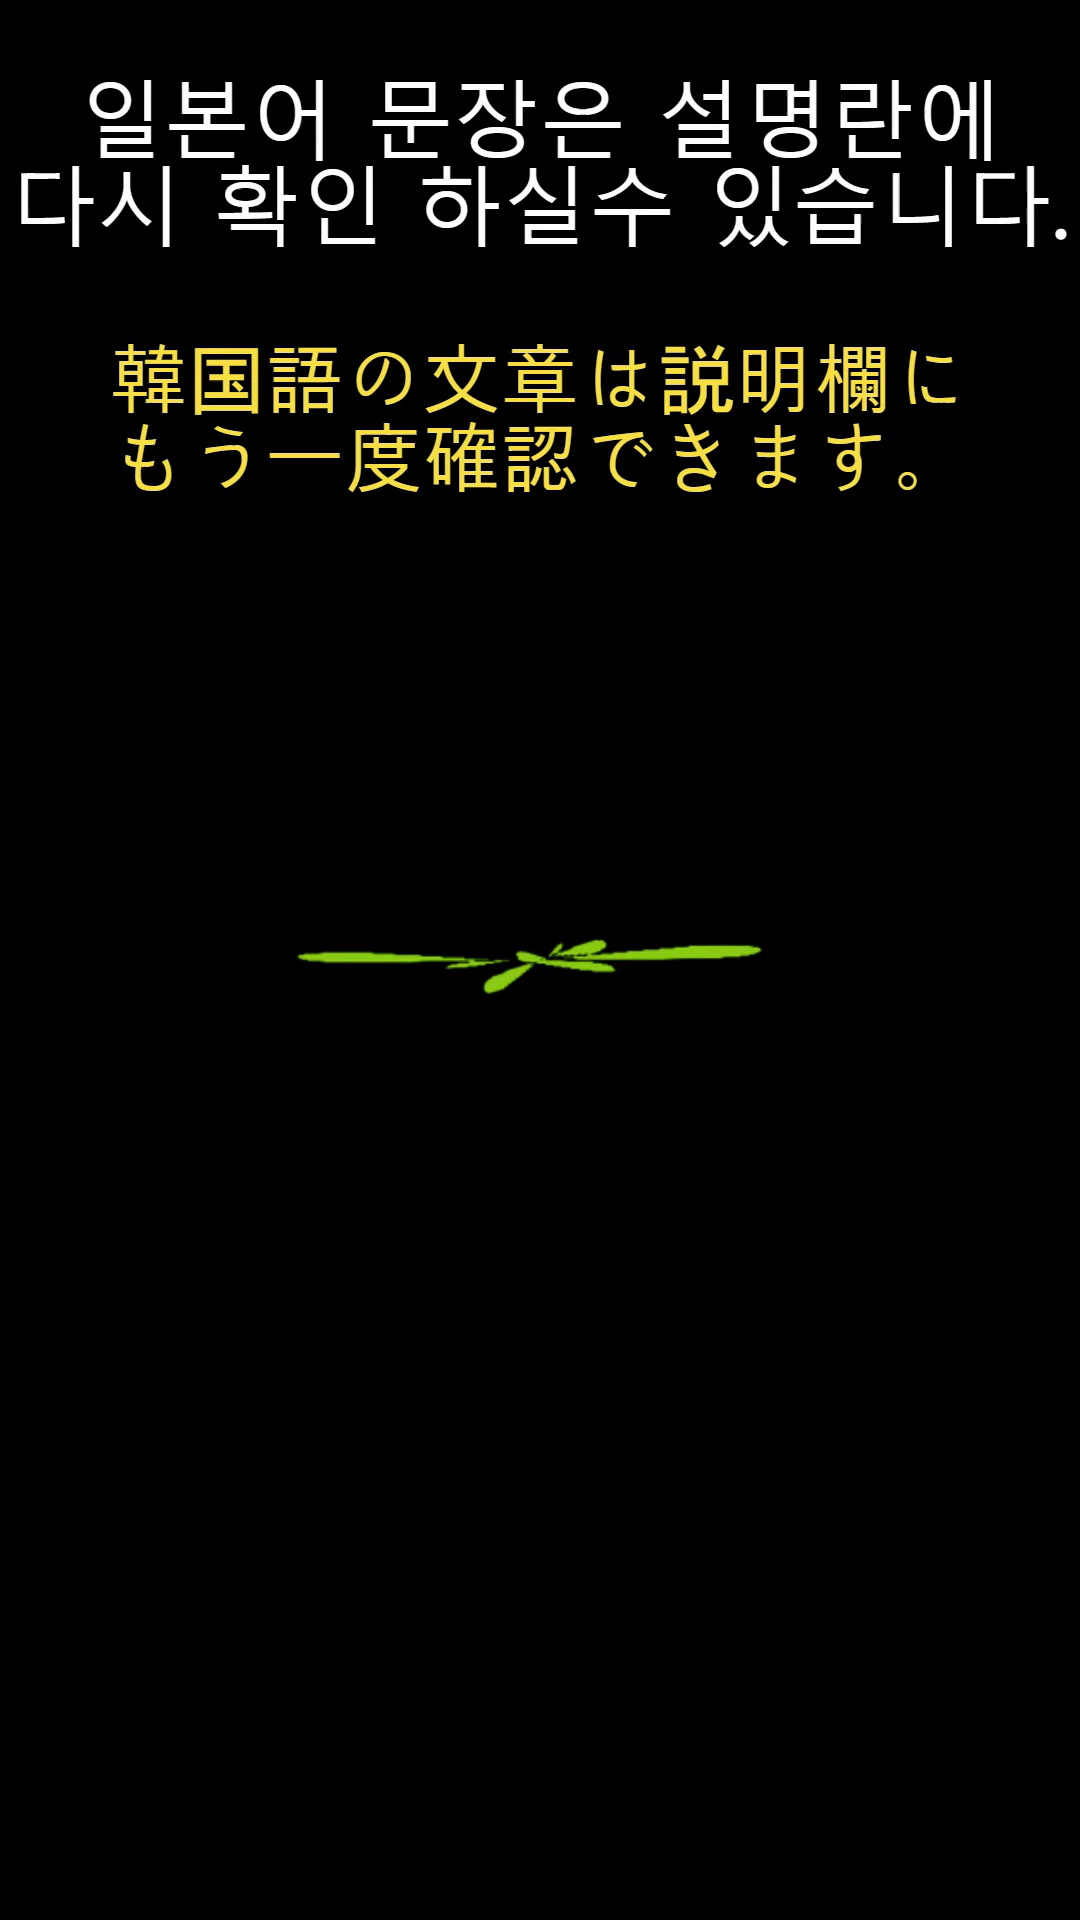 일본어 문장은 설명란에
다시 확인 하실수 있습니다.
韓国語の文章は説明欄に
もう一度確認できます。